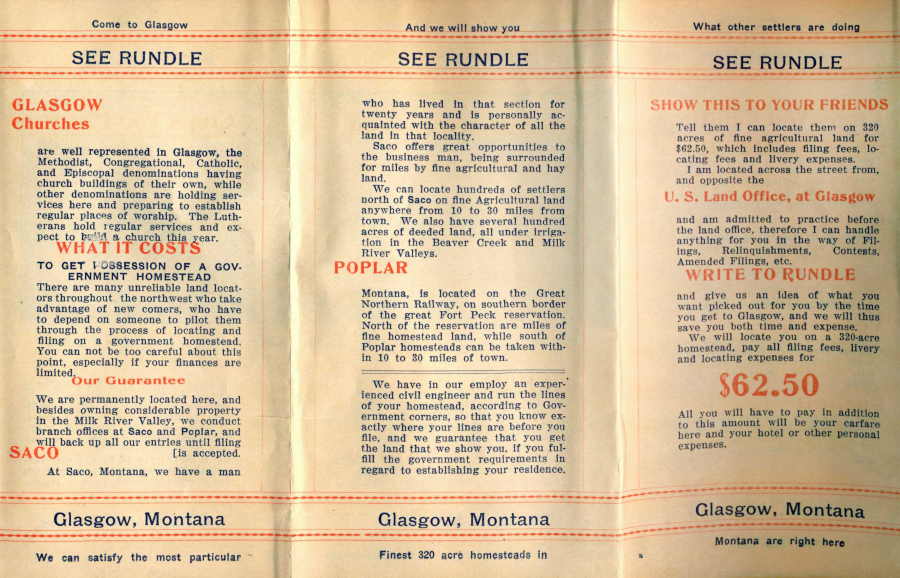 Come to Glasgow
SEE RUNDLE
GLASGOW
Churches
are well represented in Glasgow, the
Methodist, Congregational, Catholic,
and Episcopal denominations having
church buildings of their own, while
other denominations are holding ser-
vices here and preparing to establish
regular places of worship. The Luth-
erans hold regular services and ex-
pect to build a church this year.
WHAT IT COSTS
TO GET POSSESSION OF A GOV-
ERNMENT HOMESTEAD
There are many unreliable land locat-
ors throughout the northwest who take
advantage of new comers, who have
to depend on someone to pilot them
through the process of locating and
filing on a government homestead.
You can not be too careful about this
point, especially if your finances are
limited.
Our Guarantee
We are permanently located here, and
besides owning considerable property
in the Milk River Valley, we conduct
branch offices at Saco and Poplar, and
will back up all our entries until filing
SACO [is accepted.
At Saco, Montana, we have a man
Glasgow, Montana
We can satisfy the most particular
And we will show you
SEE RUNDLE
who has lived in that section for
twenty years and is personally ac-
quainted with the character of all the
land in that locality.
Saco offers great opportunities to
the business man, being surrounded
for miles by fine agricultural and hay
land.
We can locate hundreds of settlers
north of Saco on fine Agricultural land
anywhere from 10 to 30 miles from
town. We also have several hundred
acres of deeded land, all under irriga-
tion in the Beaver Creek and Milk
River Valleys.
POPLAR
Montana, is located on the Great
Northern Railway, on southern border
of the great Fort Peck reservation.
North of the reservation are miles of
fine homestead land, while south of
Poplar homesteads can be taken with-
in 10 to 30 miles of town.
We have in our employ an exper-
ienced civil engineer and run the lines
of your homestead, according to Gov-
ernment corners, so that you know ex-
actly where your lines are before you
file, and we guarantee that you get
the land that we show you, if you ful-
fill the government requirements in
regard to establishing your residence.
Glasgow, Montana
Finest 320 acre homesteads in
What other settlers are doing
SEE RUNDLE
SHOW THIS TO YOUR FRIENDS
Tell them I can locate them on 320
acres of fine agricultural land for
$62.50, which includes filing fees, lo-
cating fees and livery expenses.
I am located across the street from,
and opposite the
U. S. Land Office, at Glasgow
and am admitted to practice before
the land office, therefore I can handle
anything for you in the way of Fil-
ings, Relinquishments, Contests,
Amended Filings, etc.
WRITE TO RUNDLE
and give us an idea of what you
want picked out for you by the time
you get to Glasgow, and we will thus
save you both time and expense.
We will locate you on a 320-acre
homestead, pay all filing fees, livery
and locating expenses for
$62.50
All you will have to pay in addition
to this amount will be your carfare
here and your hotel or other personal
expenses.
Glasgow, Montana
Montana are right here